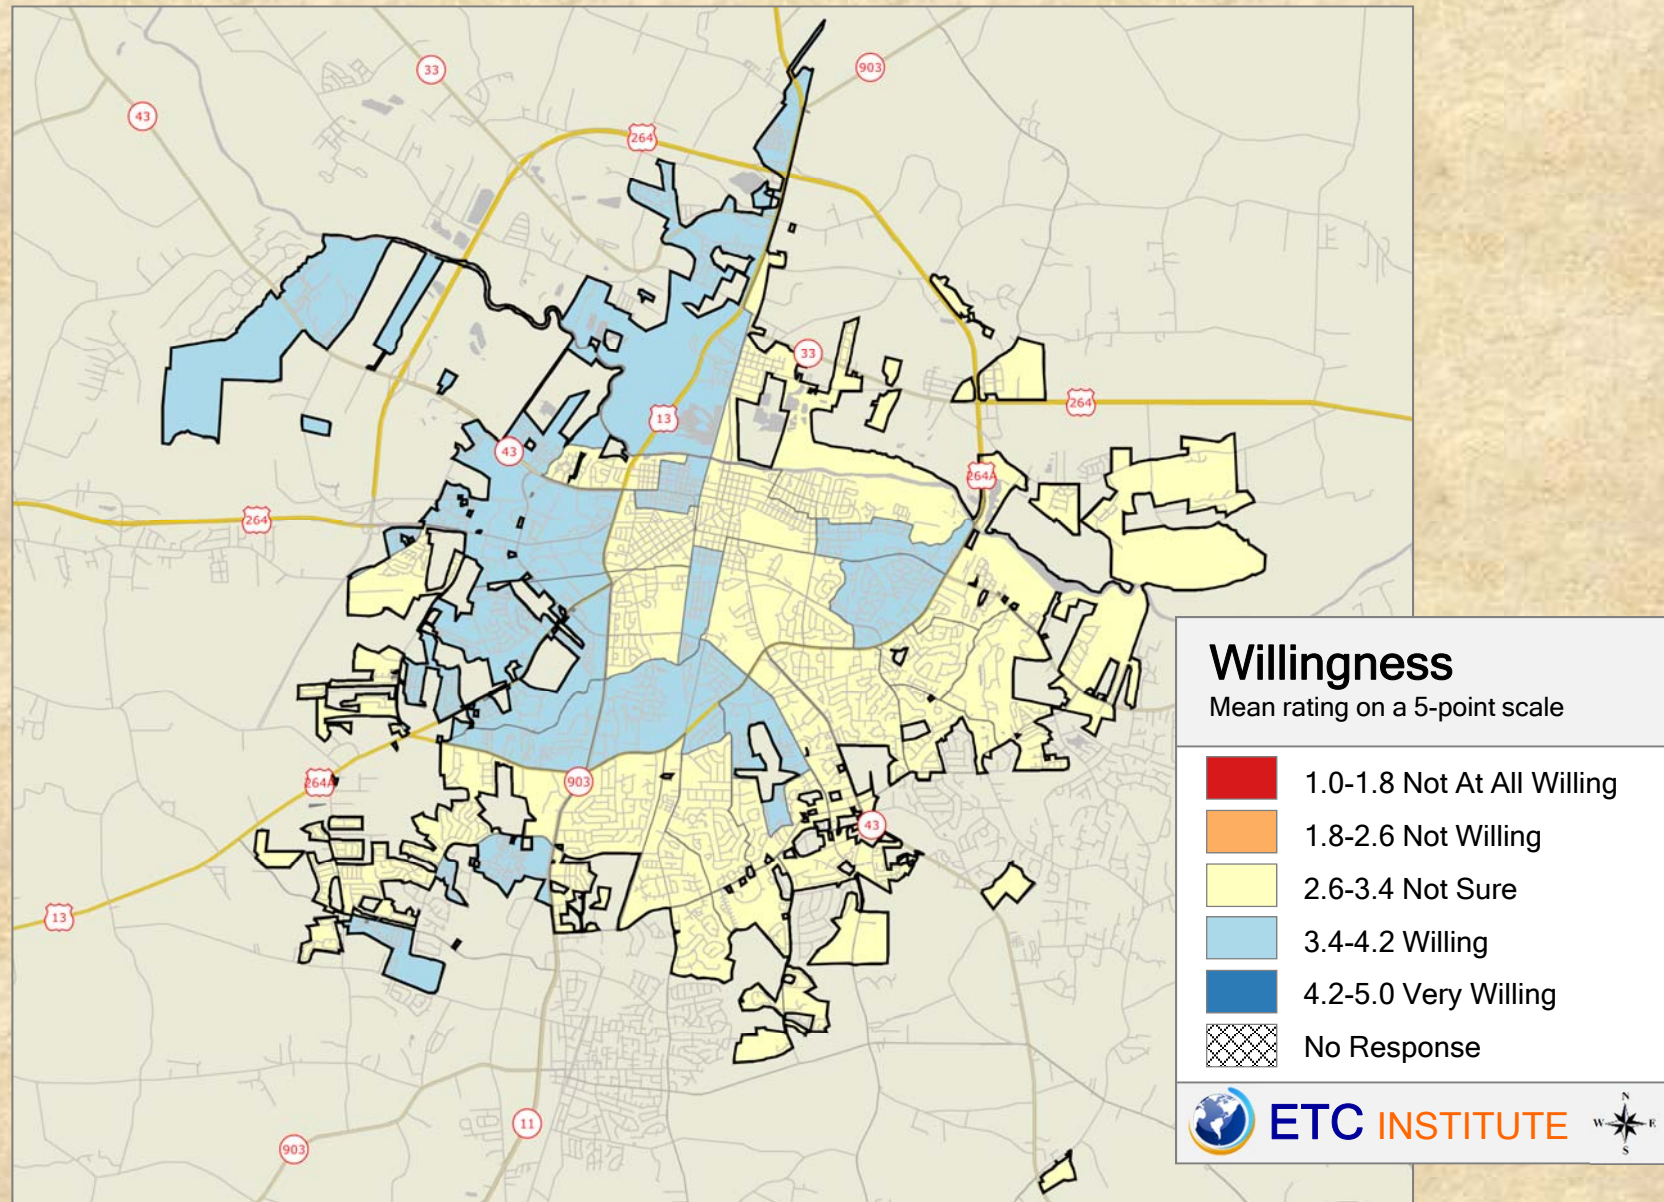 33
903
43
264
33
264
13
43
264A
264
264A
903
43
13
11
903
Willingness
Mean rating on a 5-point scale
1.0-1.8 Not At All Willing
1.8-2.6 Not Willing
2.6-3.4 Not Sure
3.4-4.2 Willing
4.2-5.0 Very Willing
No Response
ETC INSTITUTE
N
W E
S